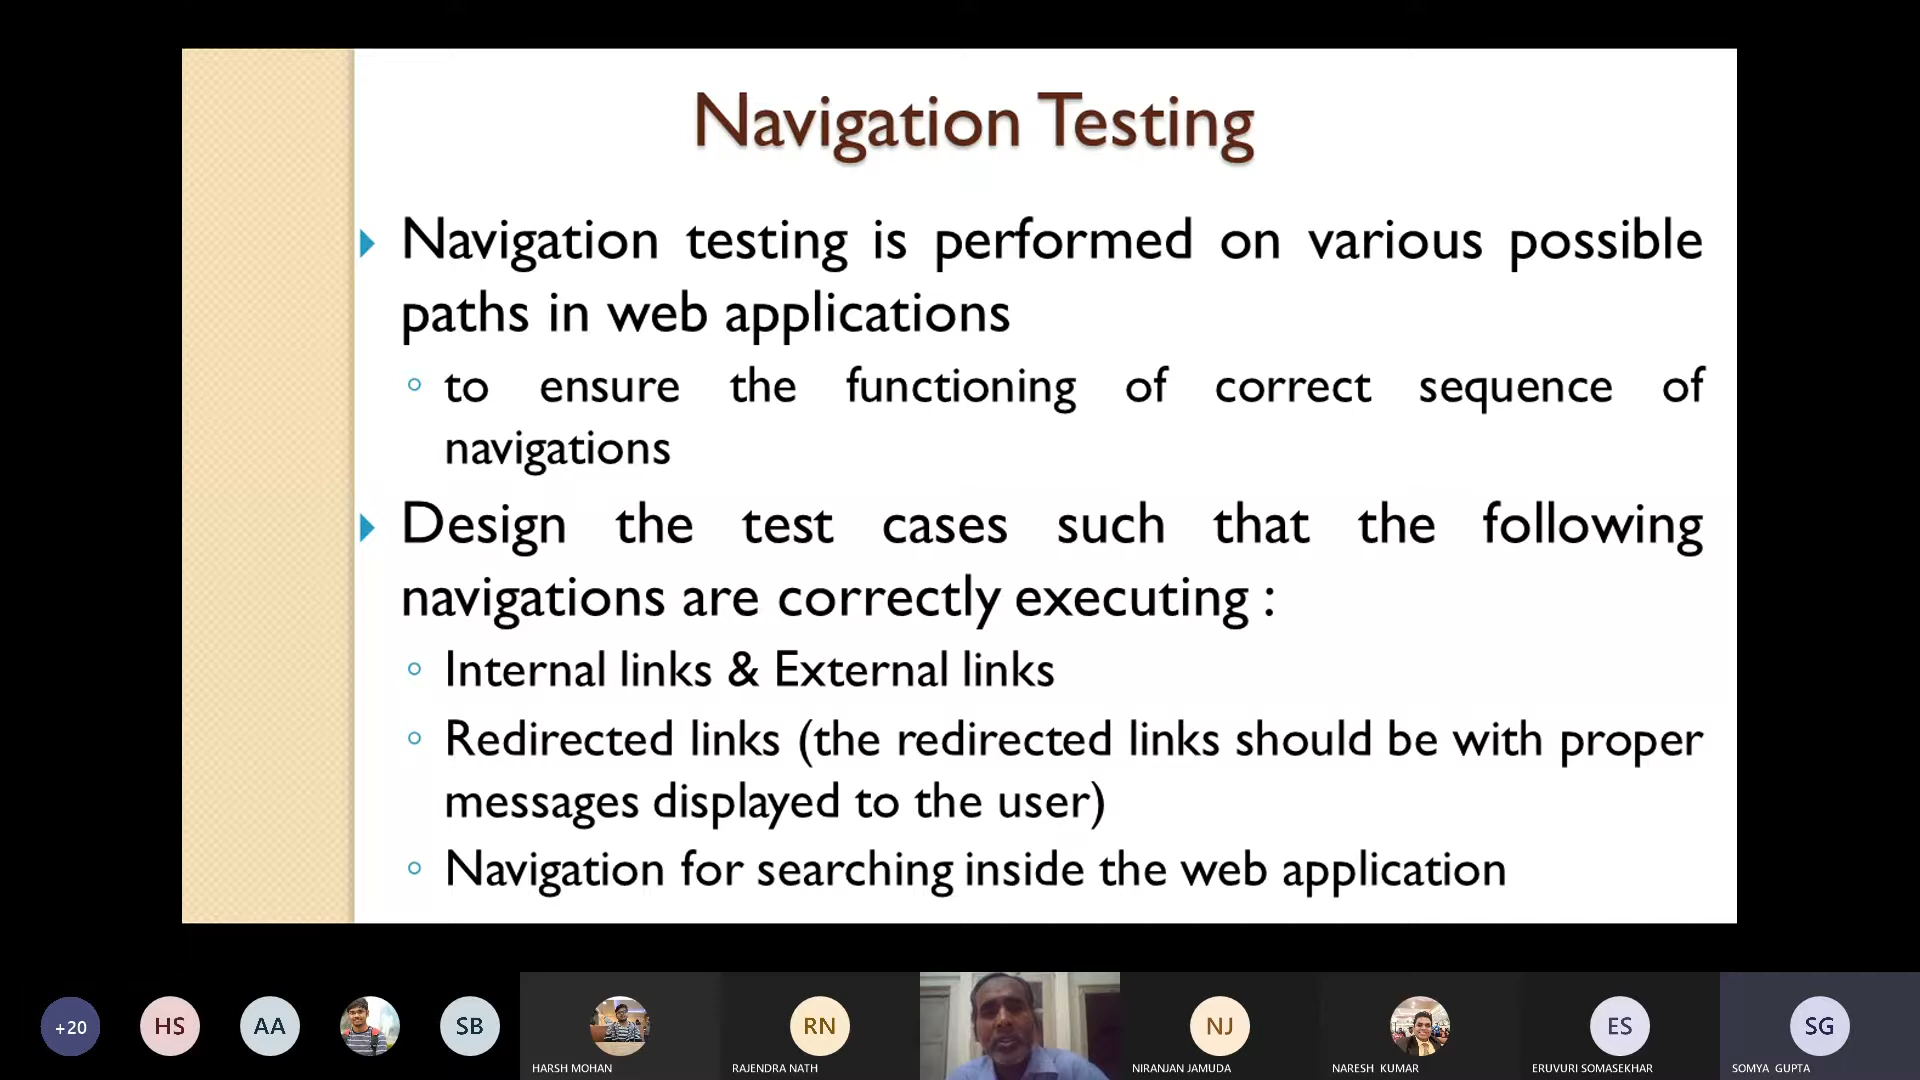 Navigation Testing
Navigation testing is performed on various possible
paths in web applications
to ensure the functioning of correct sequence of
navigations
Design the test cases such that the following
navigations are correctly executing :
Internal links & External links
Redirected links (the redirected links should be with proper
messages displayed to the user)
Navigation for searching inside the web application
+20
HS
AA
SB
HARSH MOHAN
RN
RAJENDRA NATH
NJ
NIRANJAN JAMUDA
NARESH KUMAR
ES
ERUVURI SOMASEKHAR
SG
SOMYA GUPTA